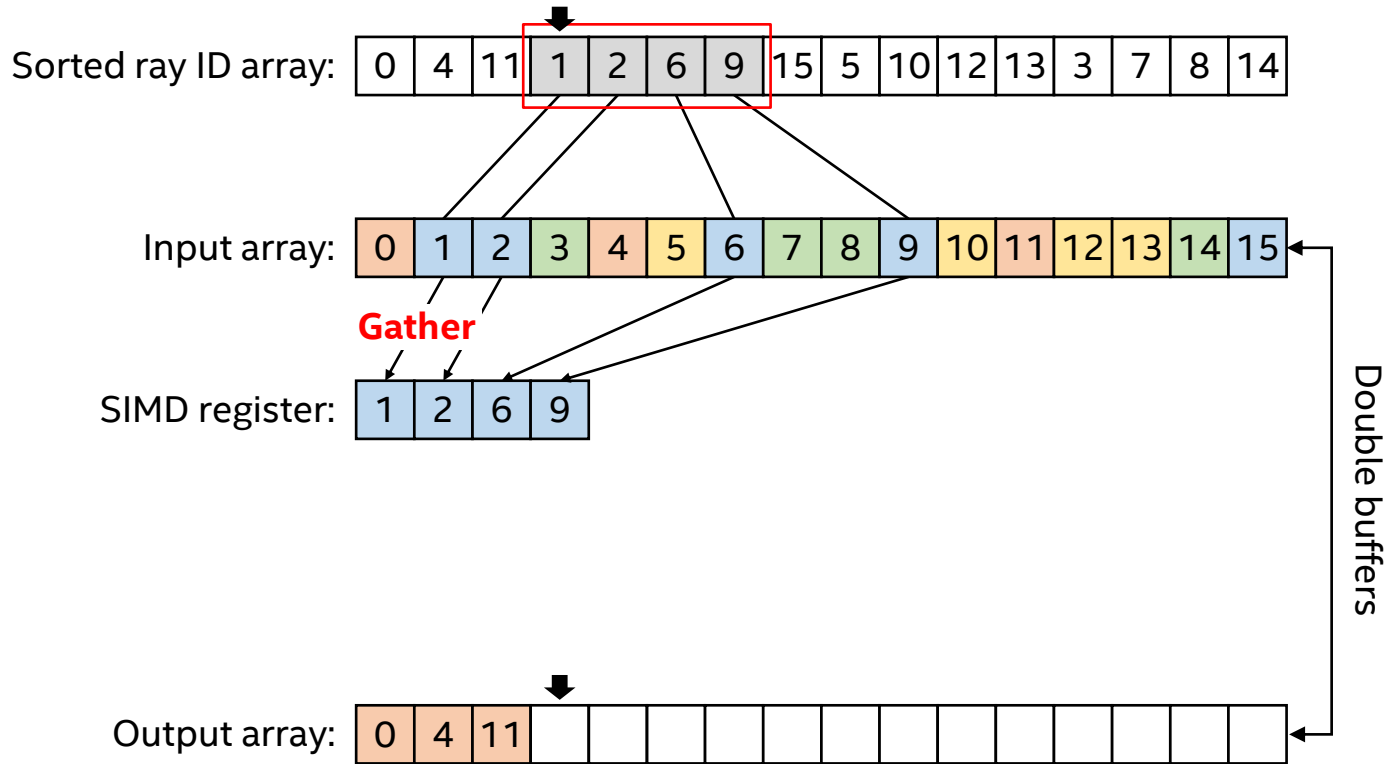 Sorted ray ID array: 0 4 11 1 2 6 9 15 5 10 12 13 3 7 8 14
Input array: 0 1 2 3 4 5 6 7 8 9 10 11 12 13 14 15
Gather
SIMD register: 1 2 6 9
Double buffers
Output array: 0 4 11